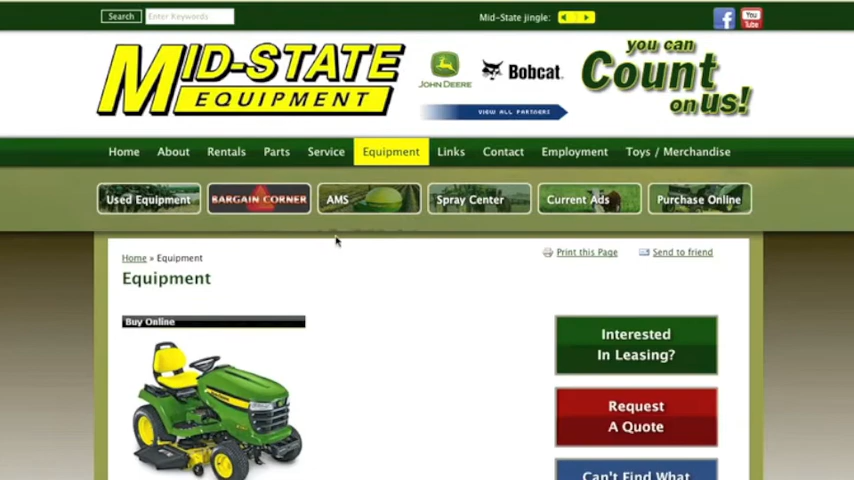 Search
Enter Keywords
Mid-State jingle:
f
You Tube
MID-STATE
EQUIPMENT
JOHN DEERE
Bobcat.
VIEW ALL PARTNERS
you can
Count
on us!
Home
About
Rentals
Parts
Service
Equipment
Links
Contact
Employment
Toys / Merchandise
Used Equipment
BARGAIN CORNER
AMS
Spray Center
Current Ads
Purchase Online
Home » Equipment
Print this Page
Send to friend
Equipment
Buy Online
Interested
In Leasing?
Request
A Quote
Can't Find What